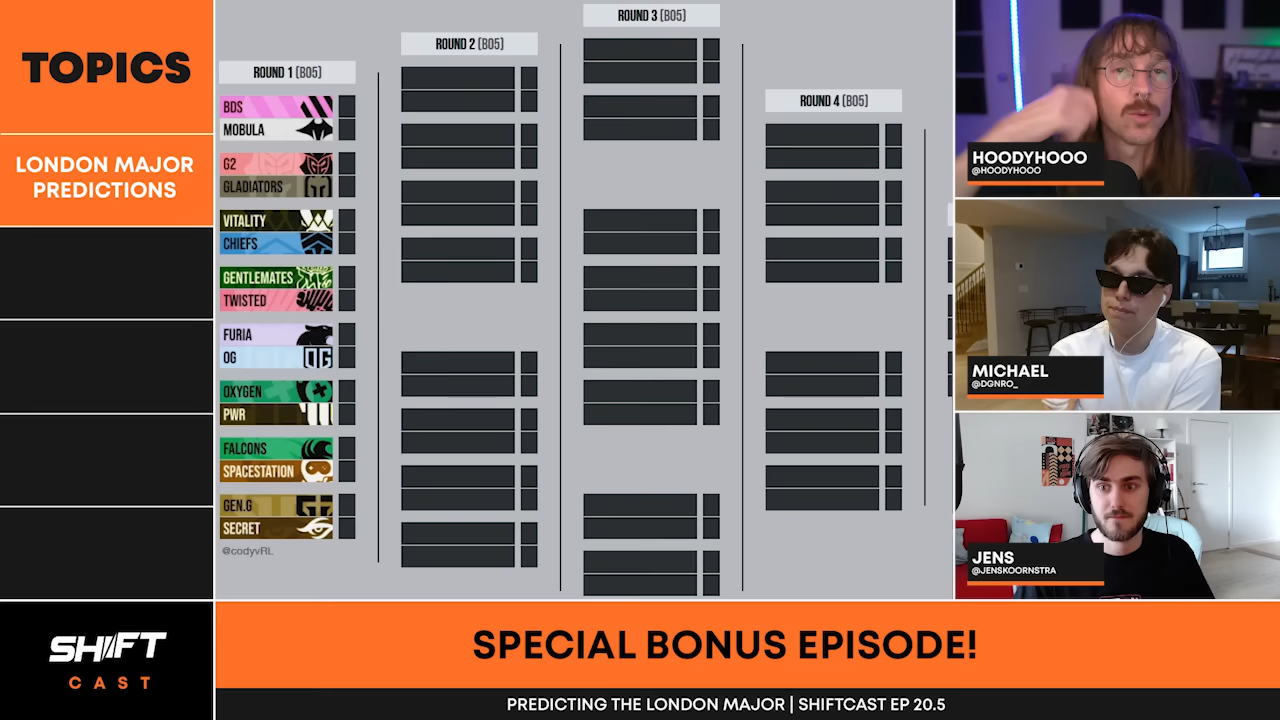 TOPICS
LONDON MAJOR
PREDICTIONS
SHIFT
CAST
ROUND 1 (BO5)
BDS
MOBULA
G2
GLADIATORS
VITALITY
CHIEFS
GENTLEMATES
TWISTED
FURIA
OG
OG
OXYGEN
PWR
FALCONS
SPACESTATION
GEN.G
SECRET
@codyvRL
ROUND 2 (BO5)
ROUND 3 (BO5)
ROUND 4 (BO5)
HOODYHOOO
@HOODYHOOO
MICHAEL
@DGNRO_
JENS
@JENSKOORNSTRA
SPECIAL BONUS EPISODE!
PREDICTING THE LONDON MAJOR | SHIFTCAST EP 20.5